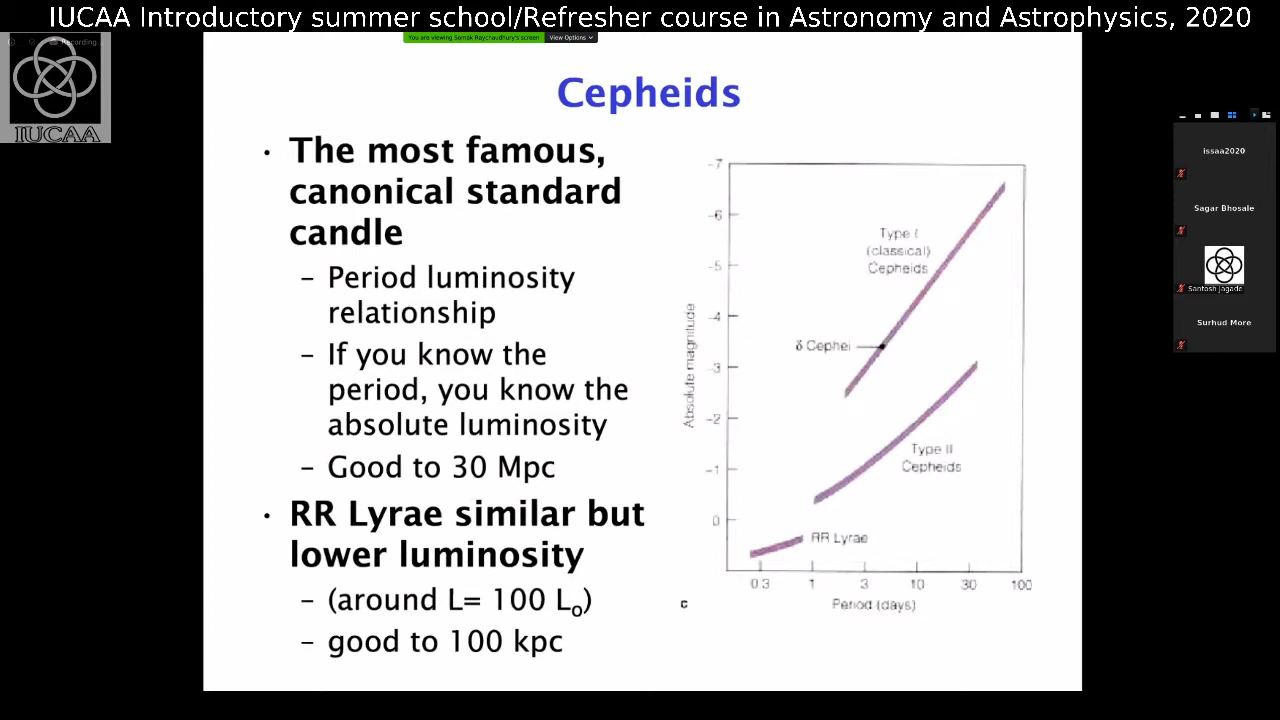 IUCAA Introductory summer school/Refresher course in Astronomy and Astrophysics, 2020
You are viewing Somak Raychaudhury's screen
View Options
Recording...
IUCAA
Cepheids
• The most famous,
canonical standard
candle
– Period luminosity
relationship
– If you know the
period, you know the
absolute luminosity
– Good to 30 Mpc
• RR Lyrae similar but
lower luminosity
– (around L= 100 Lo)
– good to 100 kpc
Absolute magnitude
-7
-6
-5
-4
-3
-2
-1
0
Type I
(classical)
Cepheids
δ Cephei
Type II
Cepheids
RR Lyrae
0.3 1 3 10 30 100
c
Period (days)
issaa2020
Sagar Bhosale
Santosh Jagade
Surhud More